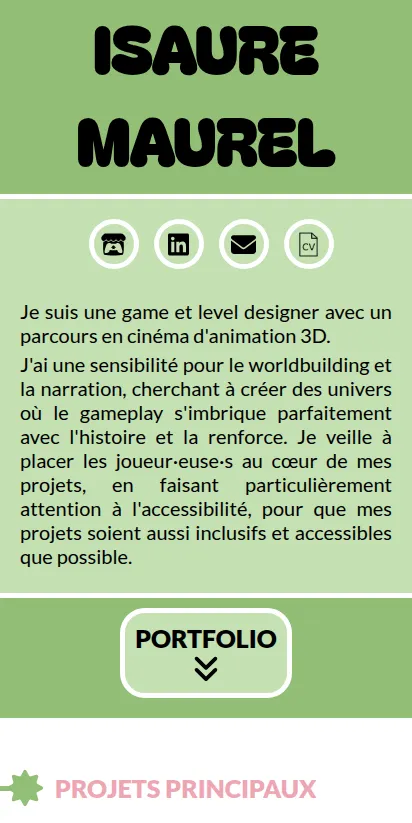 ISAURE
MAUREL
CV
Je suis une game et level designer avec un
parcours en cinéma d'animation 3D.
J'ai une sensibilité pour le worldbuilding et
la narration, cherchant à créer des univers
où le gameplay s'imbrique parfaitement
avec l'histoire et la renforce. Je veille à
placer les joueur·euse·s au cœur de mes
projets, en faisant particulièrement
attention à l'accessibilité, pour que mes
projets soient aussi inclusifs et accessibles
que possible.
PORTFOLIO
PROJETS PRINCIPAUX